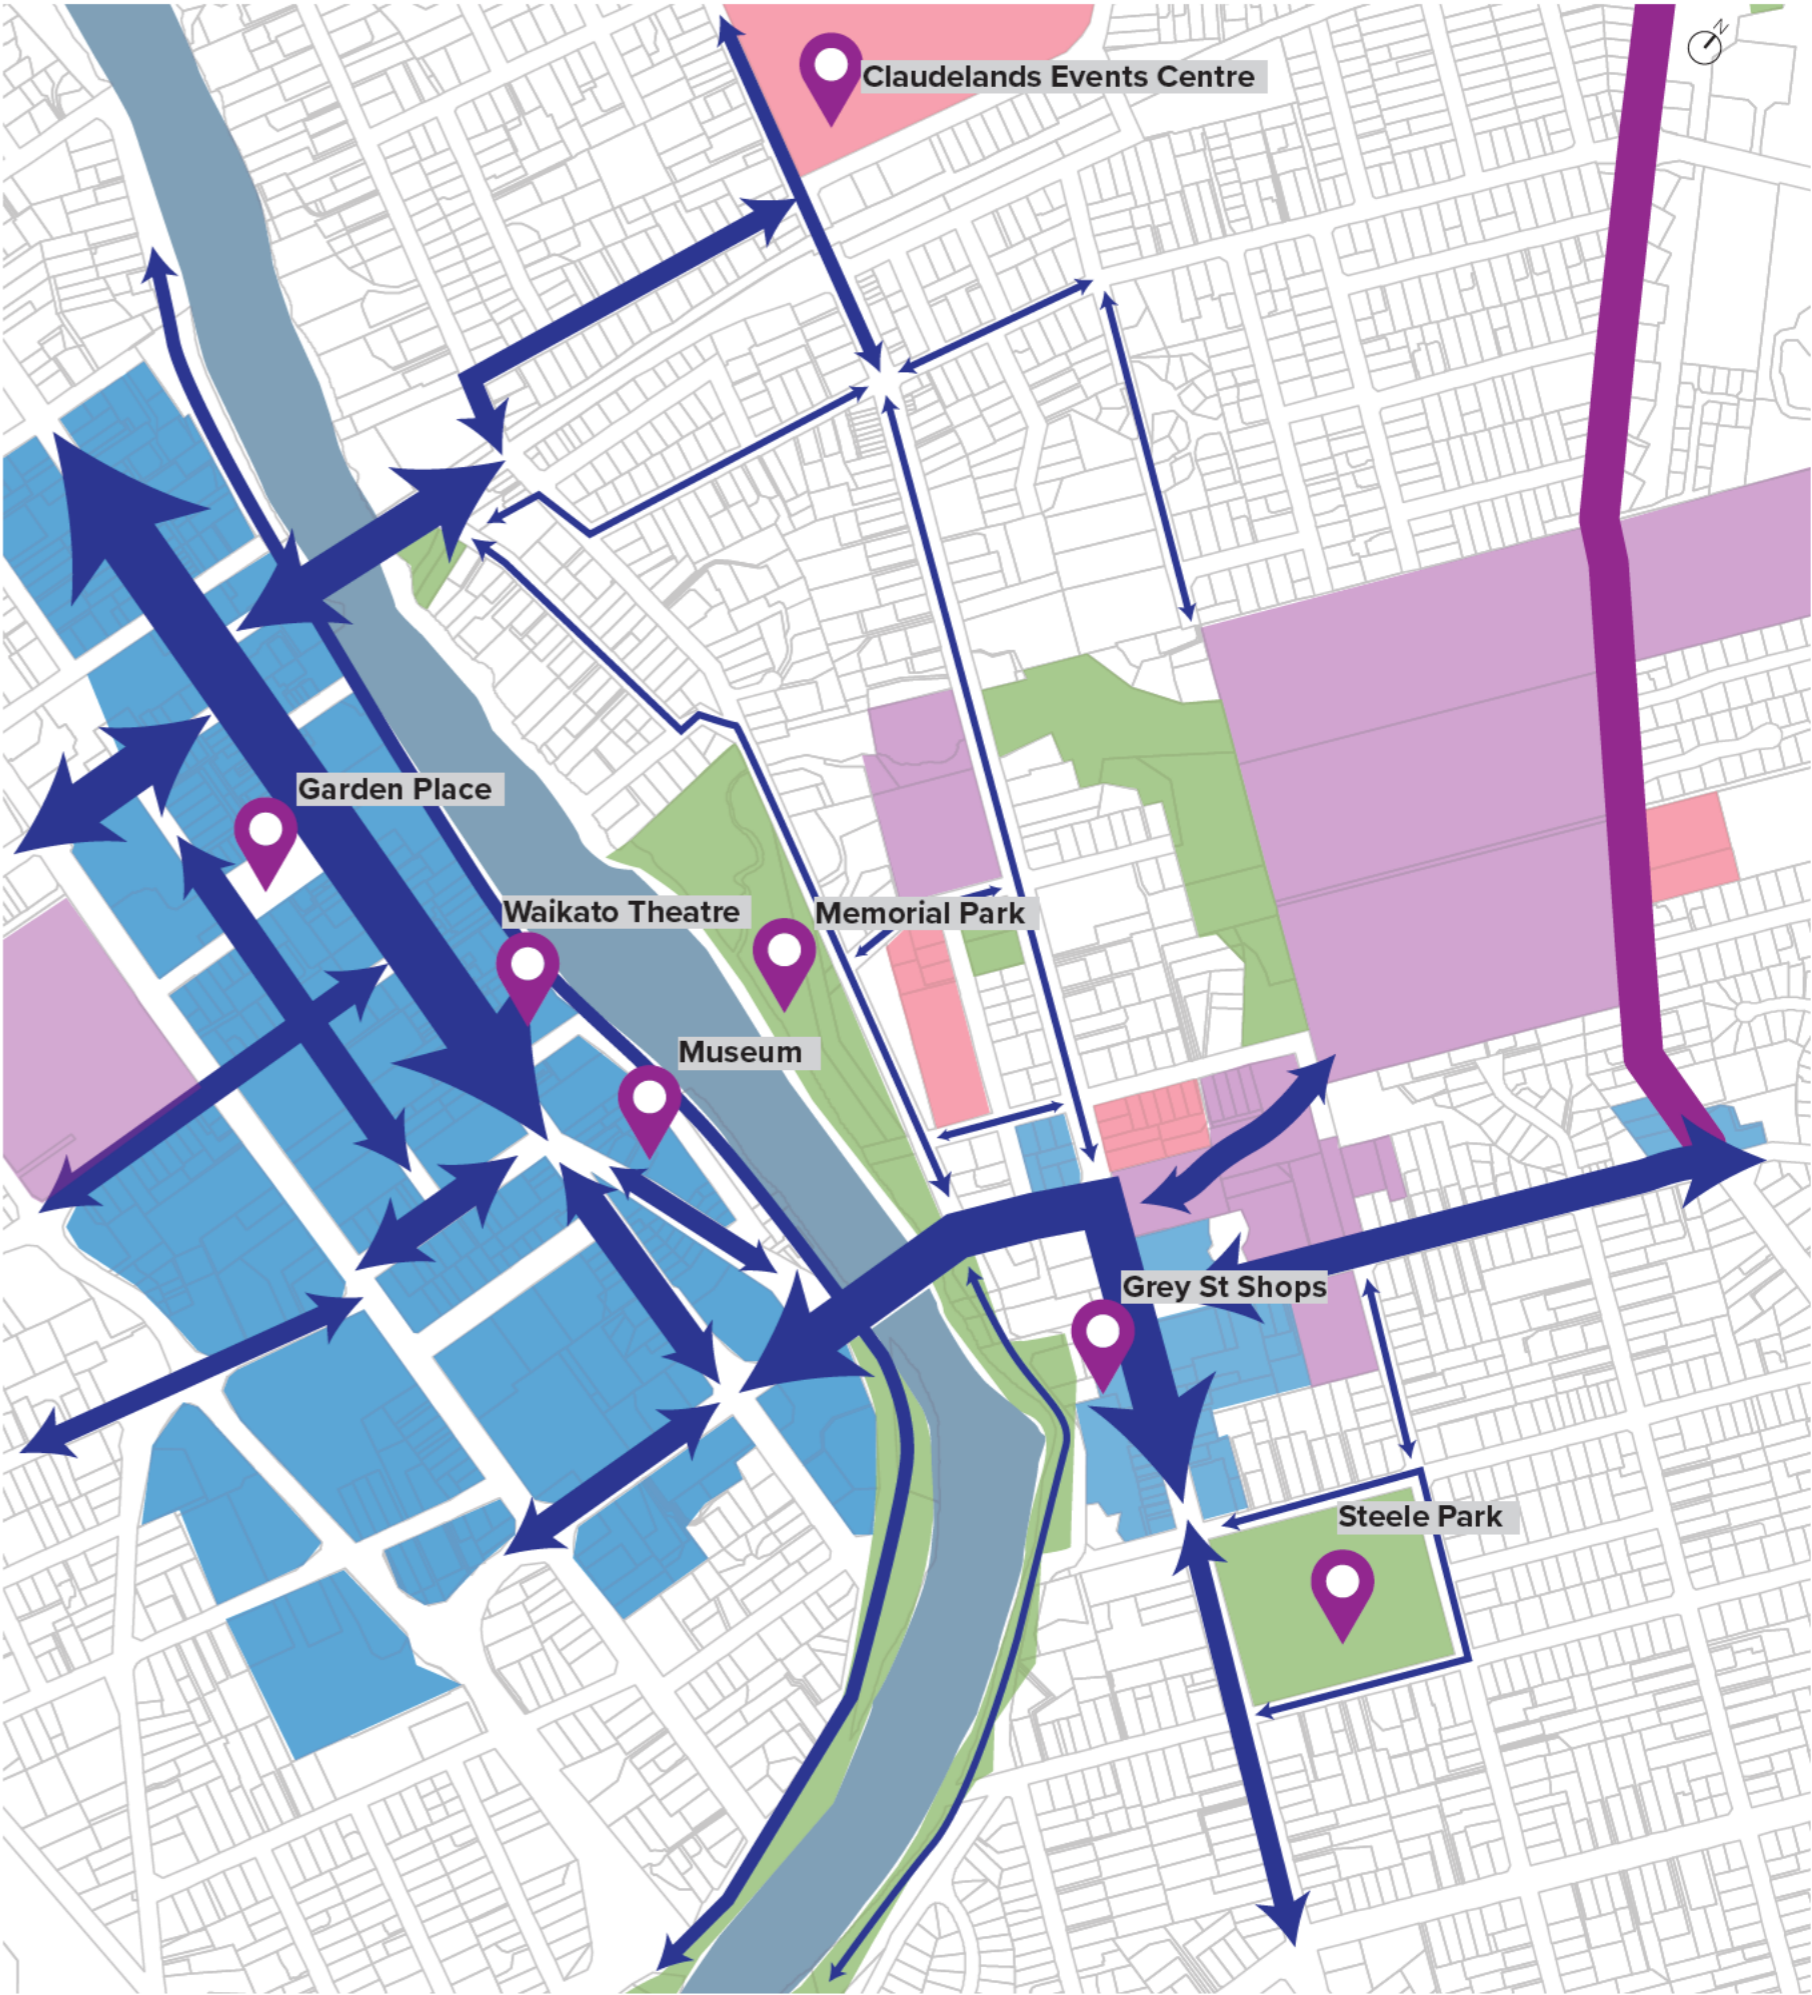 N
Claudelands Events Centre
Garden Place
Waikato Theatre
Memorial Park
Museum
Grey St Shops
Steele Park